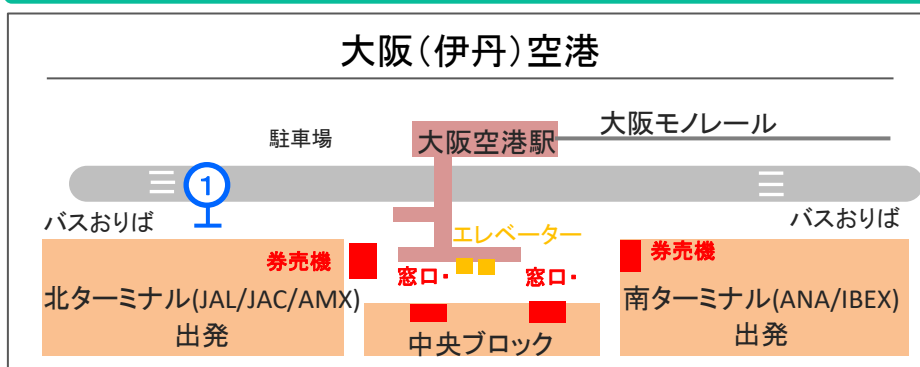 大阪(伊丹)空港
駐車場
大阪空港駅
大阪モノレール
1
バスおりば
バスおりば
エレベーター
券売機
窓口・
窓口・
券売機
北ターミナル(JAL/JAC/AMX)
出発
中央ブロック
南ターミナル(ANA/IBEX)
出発